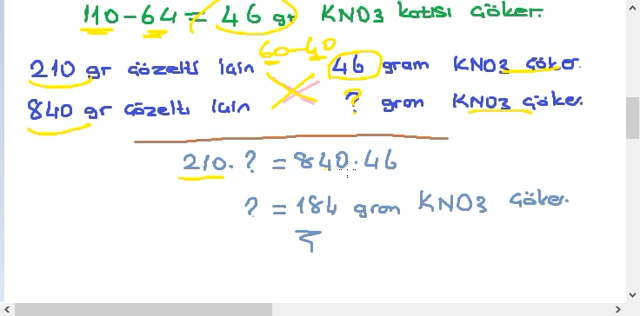 110-64 = 46 gr KNO3 katısı çöker.
60-40
210 gr çözelti için 46 gram KNO3 çöker.
840 gr çözelti için ? gram KNO3 çöker.
210. ? = 840.46
? = 184 gram KNO3 çöker.